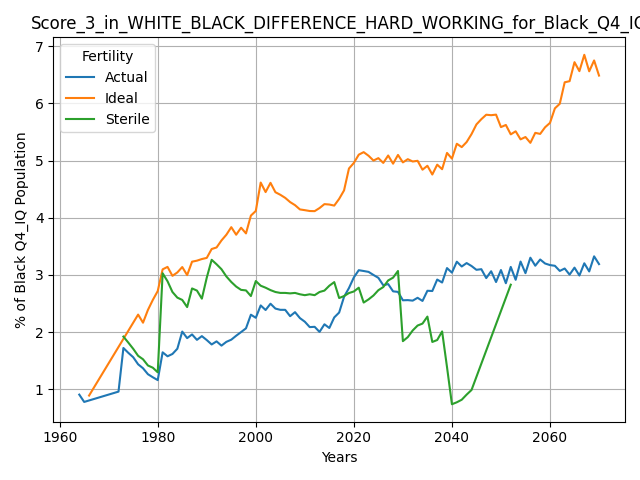 Score_3_in_WHITE_BLACK_DIFFERENCE_HARD_WORKING_for_Black_Q4_IQ
7
6
5
4
3
2
1
% of Black Q4_IQ Population
Fertility
Actual
Ideal
Sterile
1960
1980
2000
2020
2040
2060
Years